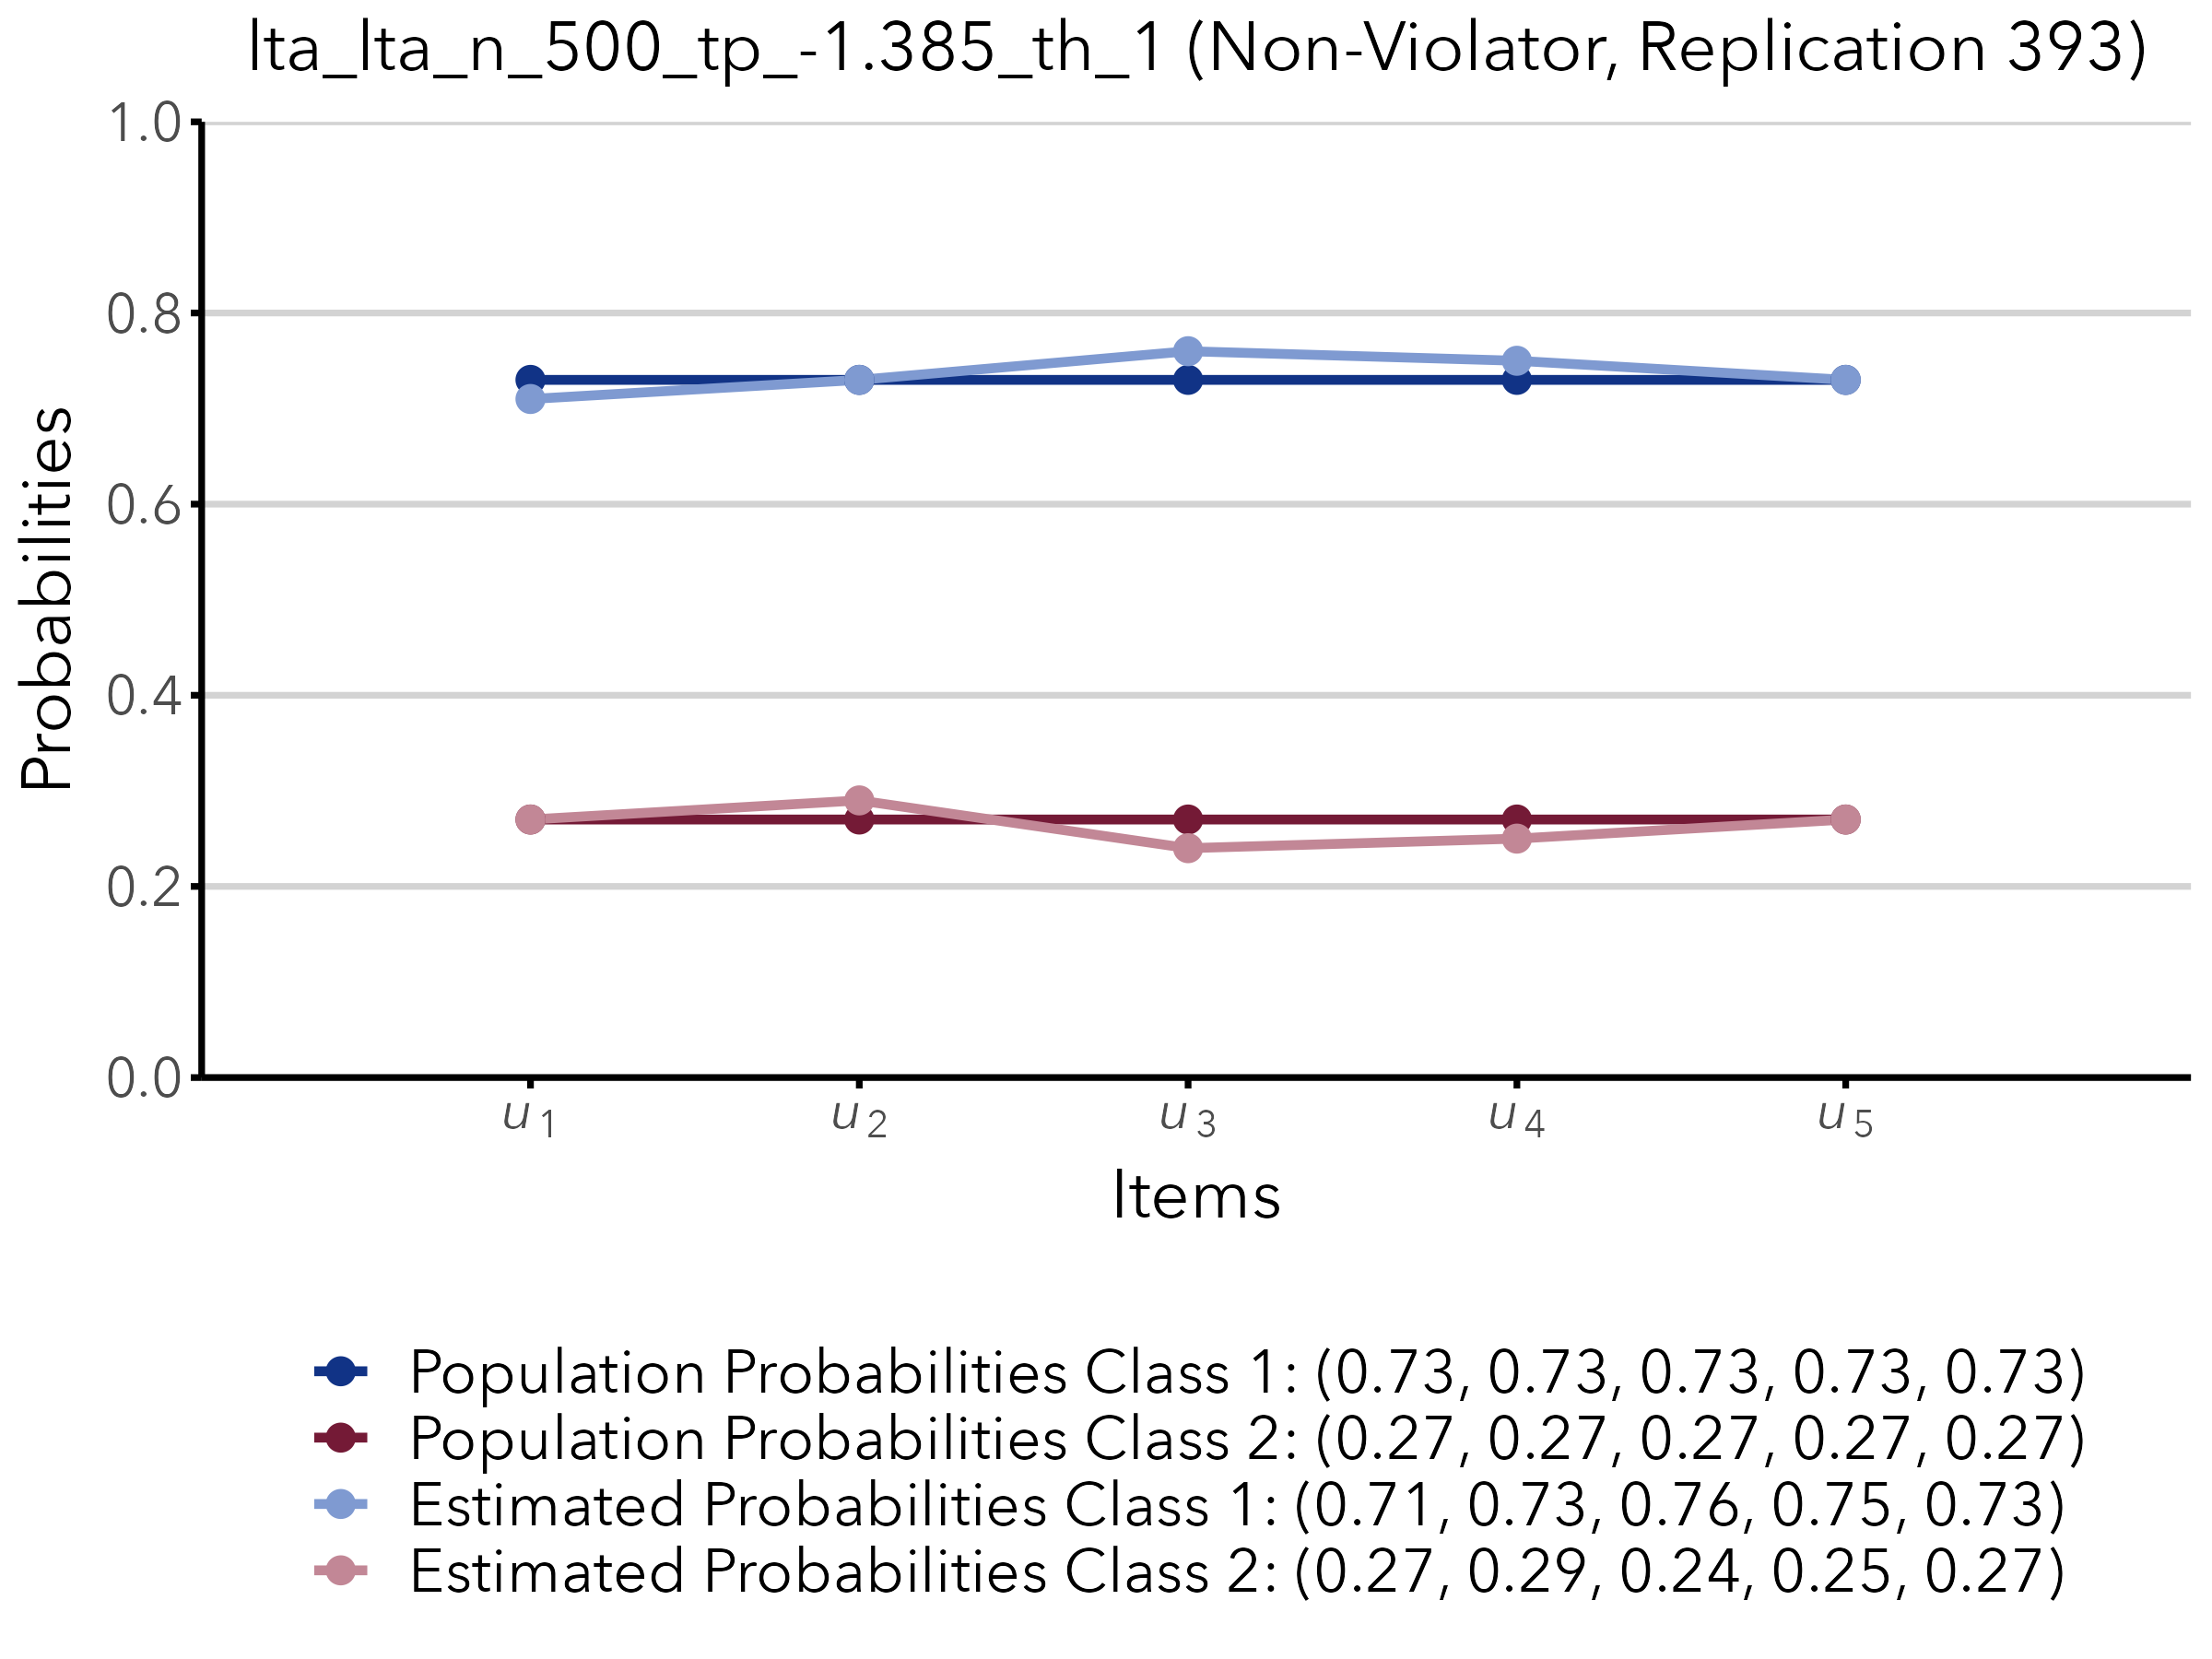 lta_lta_n_500_tp_-1.385_th_1 (Non-Violator, Replication 393)
Probabilities
1.0
0.8
0.6
0.4
0.2
0.0
u1 u2 u3 u4 u5
Items
Population Probabilities Class 1: (0.73, 0.73, 0.73, 0.73, 0.73)
Population Probabilities Class 2: (0.27, 0.27, 0.27, 0.27, 0.27)
Estimated Probabilities Class 1: (0.71, 0.73, 0.76, 0.75, 0.73)
Estimated Probabilities Class 2: (0.27, 0.29, 0.24, 0.25, 0.27)